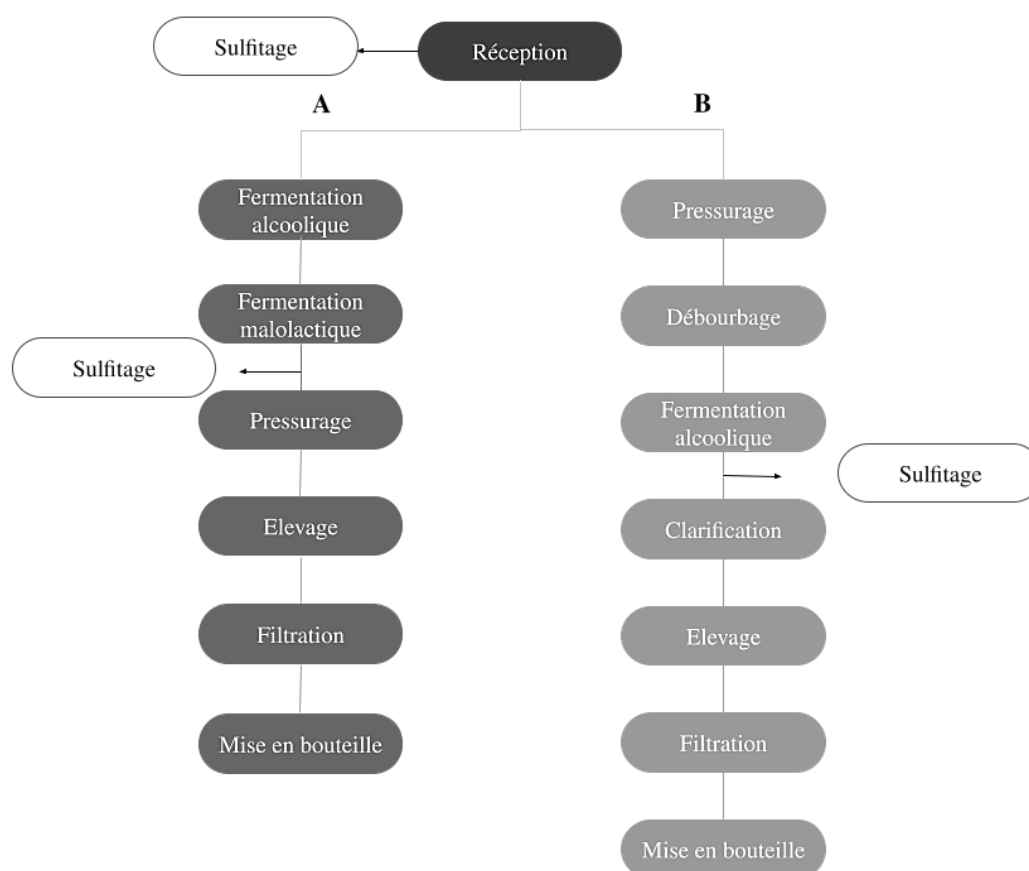 Sulfitage
Réception
A
B
Fermentation
alcoolique
Pressurage
Fermentation
malolactique
Débourbage
Sulfitage
Pressurage
Fermentation
alcoolique
Sulfitage
Elevage
Clarification
Filtration
Elevage
Mise en bouteille
Filtration
Mise en bouteille